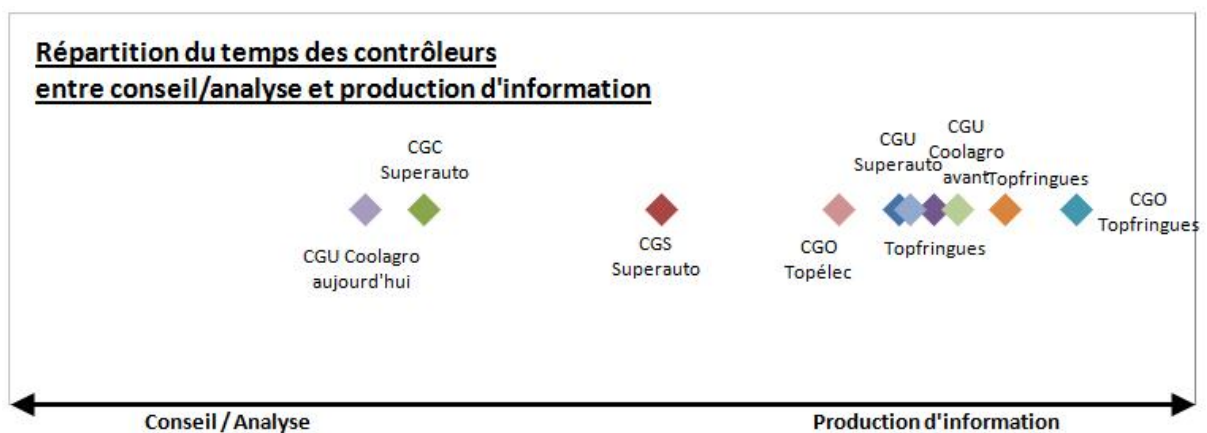 Répartition du temps des contrôleurs
entre conseil/analyse et production d'information
CGC
Superauto
CGU
Superauto
CGU
Coolagro
avant
Topfringues
CGO
Topfringues
CGU Coolagro
aujourd'hui
CGS
Superauto
CGO
Topélec
Topfringues
Conseil / Analyse
Production d'information